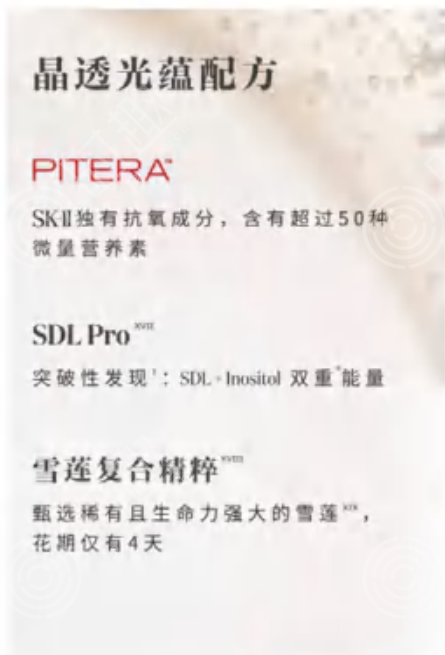 晶透光蕴配方
PITERA™
SK-II独有抗氧成分，含有超过50种
微量营养素
SDL Pro
突破性发现：SDL+Inositol 双重能量
雪莲复合精粹
甄选稀有且生命力强大的雪莲，
花期仅有4天